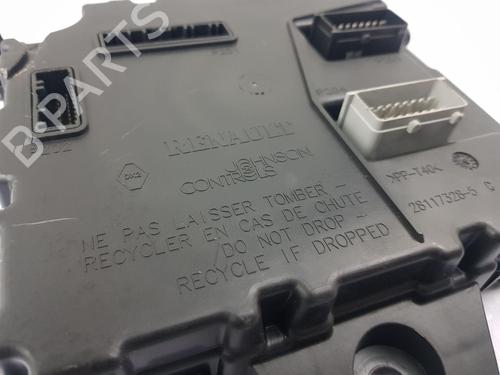 B-PARTS
RENAULT
JOHNSON
CONTROLS
NE PAS LAISSER TOMBER -
RECYCLER EN CAS DE CHUTE
/DO NOT DROP -
RECYCLE IF DROPPED
>PP-T40<
28117328-5 C